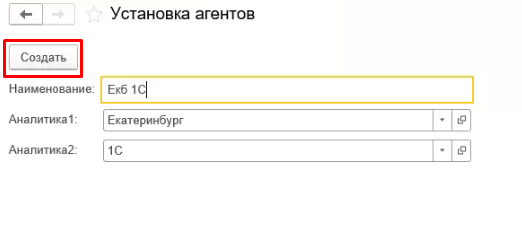 Установка агентов
Создать
Наименование: Екб 1С
Аналитика1: Екатеринбург
Аналитика2: 1С